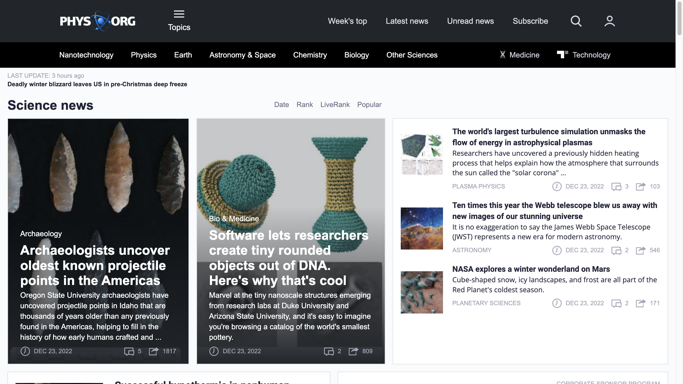 PHYS ORG
Topics
Week's top
Latest news
Unread news
Subscribe
Nanotechnology
Physics
Earth
Astronomy & Space
Chemistry
Biology
Other Sciences
Medicine
Technology
LAST UPDATE: 3 hours ago
Deadly winter blizzard leaves US in pre-Christmas deep freeze
Science news
Date
Rank
LiveRank
Popular
Archaeology
Archaeologists uncover
oldest known projectile
points in the Americas
Oregon State University archaeologists have
uncovered projectile points in Idaho that are
thousands of years older than any previously
found in the Americas, helping to fill in the
history of how early humans crafted and ...
DEC 23, 2022
5
1817
Bio & Medicine
Software lets researchers
create tiny rounded
objects out of DNA.
Here's why that's cool
Marvel at the tiny nanoscale structures emerging
from research labs at Duke University and
Arizona State University, and it's easy to imagine
you're browsing a catalog of the world's smallest
pottery.
DEC 23, 2022
2
809
The world's largest turbulence simulation unmasks the
flow of energy in astrophysical plasmas
Researchers have uncovered a previously hidden heating
process that helps explain how the atmosphere that surrounds
the sun called the "solar corona" ...
PLASMA PHYSICS
DEC 23, 2022
3
103
Ten times this year the Webb telescope blew us away with
new images of our stunning universe
It is no exaggeration to say the James Webb Space Telescope
(JWST) represents a new era for modern astronomy.
ASTRONOMY
DEC 23, 2022
2
546
NASA explores a winter wonderland on Mars
Cube-shaped snow, icy landscapes, and frost are all part of the
Red Planet's coldest season.
PLANETARY SCIENCES
DEC 23, 2022
2
171